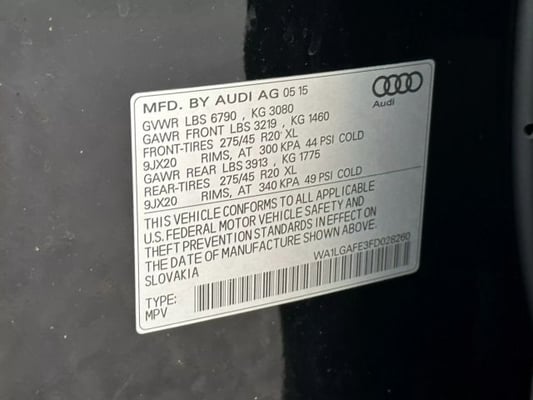 MFD. BY AUDI AG 05 15
Audi
GVWR LBS 6790 , KG 3080
GAWR FRONT LBS 3219 , KG 1460
FRONT-TIRES 275/45 R20 XL
9JX20 RIMS, AT 300 KPA 44 PSI COLD
GAWR REAR LBS 3913 , KG 1775
REAR-TIRES 275/45 R20 XL
9JX20 RIMS, AT 340 KPA 49 PSI COLD
THIS VEHICLE CONFORMS TO ALL APPLICABLE
U.S. FEDERAL MOTOR VEHICLE SAFETY AND
THEFT PREVENTION STANDARDS IN EFFECT ON
THE DATE OF MANUFACTURE SHOWN ABOVE.
SLOVAKIA
WA1LGAFE3FD028260
TYPE:
MPV